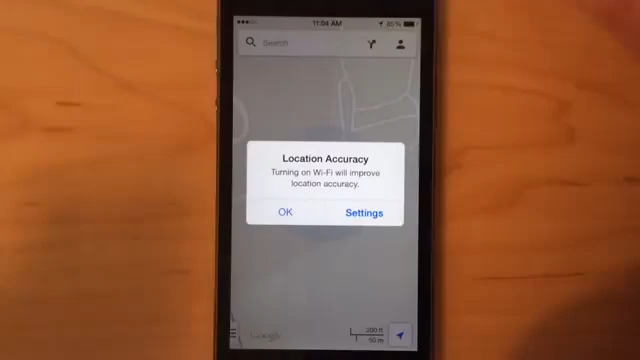 11:04 AM
85%
Search
Location Accuracy
Turning on Wi-Fi will improve
location accuracy.
OK
Settings
Google
200 ft
50 m